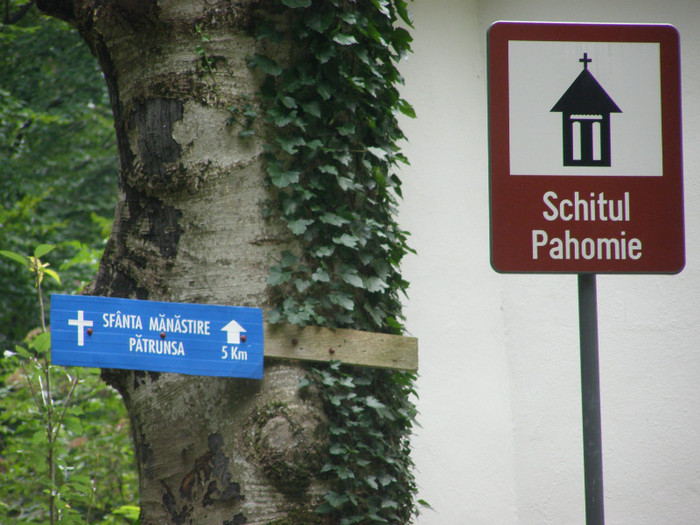 SFÂNTA MĂNĂSTIRE
PĂTRUNSA
5 Km
Schitul
Pahomie